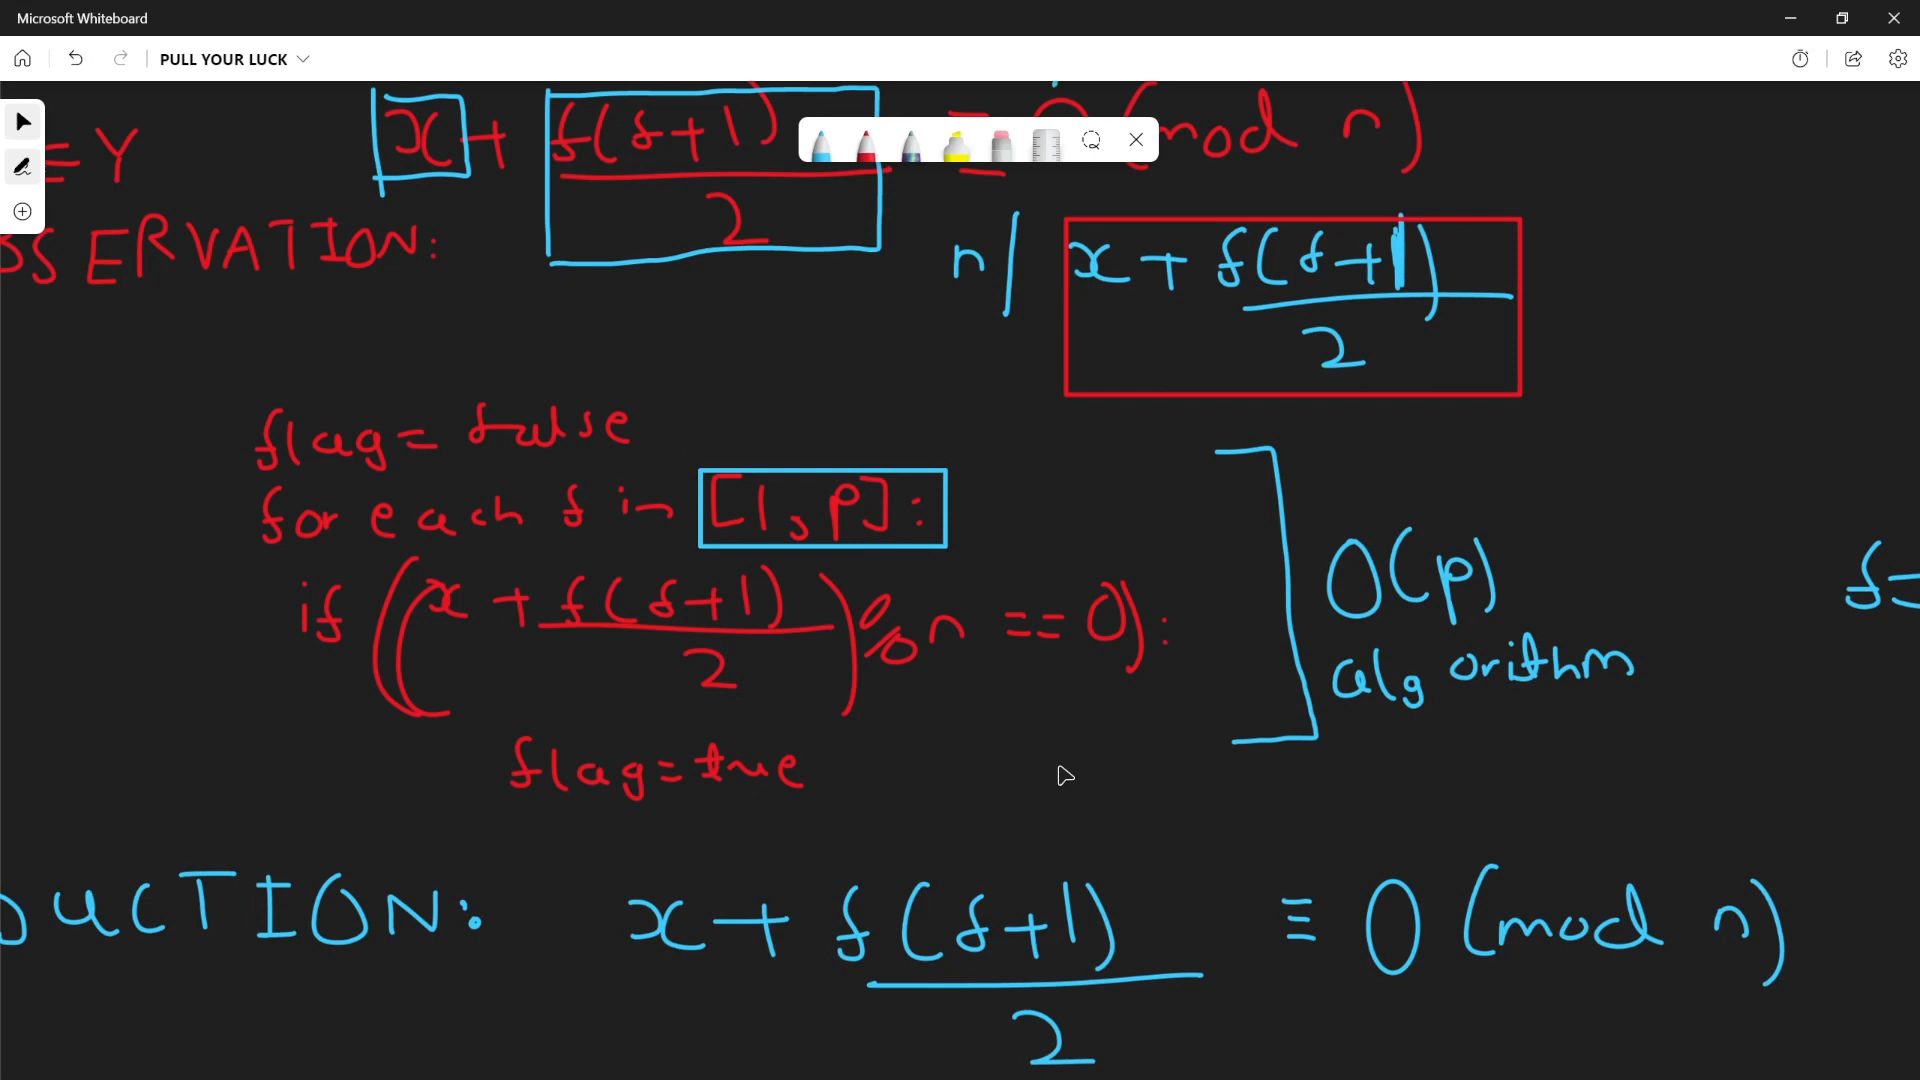 Microsoft Whiteboard
PULL YOUR LUCK
≡ Y
x + f(f+1)/2 ≡ 0 (mod n)
SERVATION:
n | x + f(f+1)/2
flag = false
for each f in [1, p]:
if ((x + f(f+1)/2) % n == 0):
flag = true
O(p)
algorithm
f=
UCTION: x + f(f+1)/2 ≡ 0 (mod n)